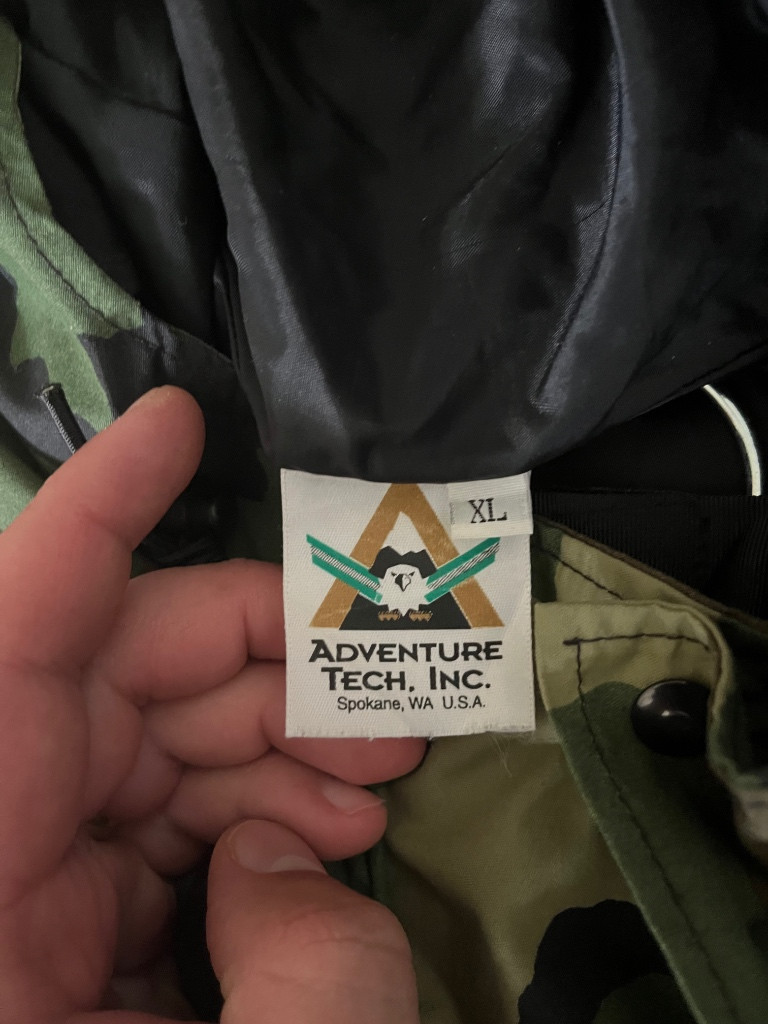 XL
ADVENTURE
TECH, INC.
Spokane, WA U.S.A.